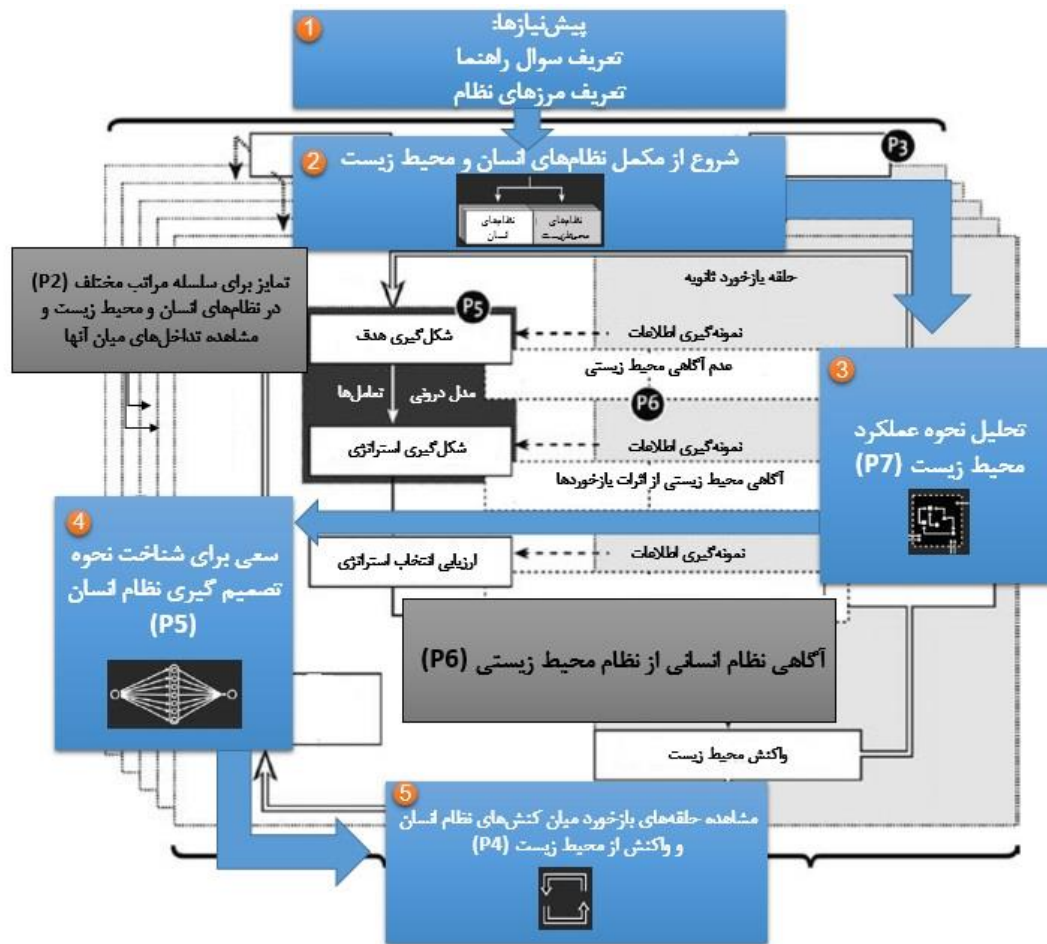 1
پیش‌نیازها:
تعریف سوال راهنما
تعریف مرزهای نظام
P3
2
شروع از مکمل نظام‌های انسان و محیط زیست
نظام‌های
محیط‌زیست
نظام‌های
انسان
تمایز برای سلسله مراتب مختلف (P2)
در نظام‌های انسان و محیط زیست و
مشاهده تداخل‌های میان آنها
حلقه بازخورد ثانویه
P5
شکل‌گیری هدف
نمونه‌گیری اطلاعات
عدم آگاهی محیط زیستی
مدل درونی
تعامل‌ها
P6
شکل‌گیری استراتژی
نمونه‌گیری اطلاعات
آگاهی محیط زیستی از اثرات بازخوردها
3
تحلیل نحوه عملکرد
محیط زیست (P7)
ارزیابی انتخاب استراتژی
نمونه‌گیری اطلاعات
4
سعی برای شناخت نحوه
تصمیم گیری نظام انسان
(P5)
آگاهی نظام انسانی از نظام محیط زیستی (P6)
واکنش محیط زیست
5
مشاهده حلقه‌های بازخورد میان کنش‌های نظام انسان
و واکنش از محیط زیست (P4)